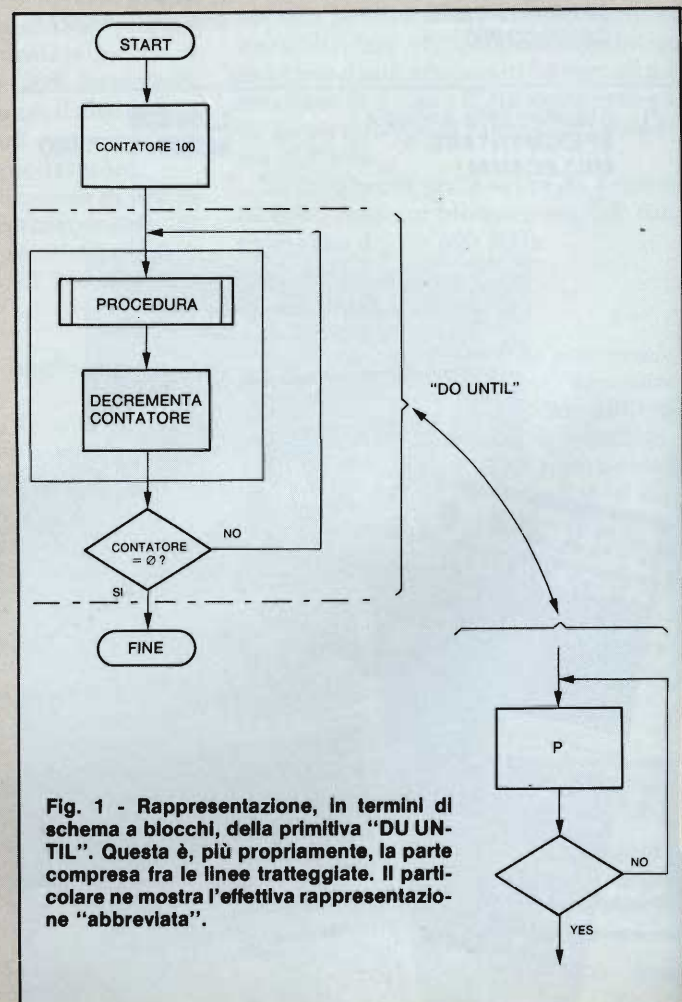 START
CONTATORE 100
PROCEDURA
DECREMENTA
CONTATORE
"DO UNTIL"
CONTATORE
= Ø ?
NO
SI
FINE
P
NO
YES
Fig. 1 - Rappresentazione, in termini di
schema a blocchi, della primitiva "DU UN-
TIL". Questa è, più propriamente, la parte
compresa fra le linee tratteggiate. Il parti-
colare ne mostra l'effettiva rappresentazio-
ne "abbreviata".